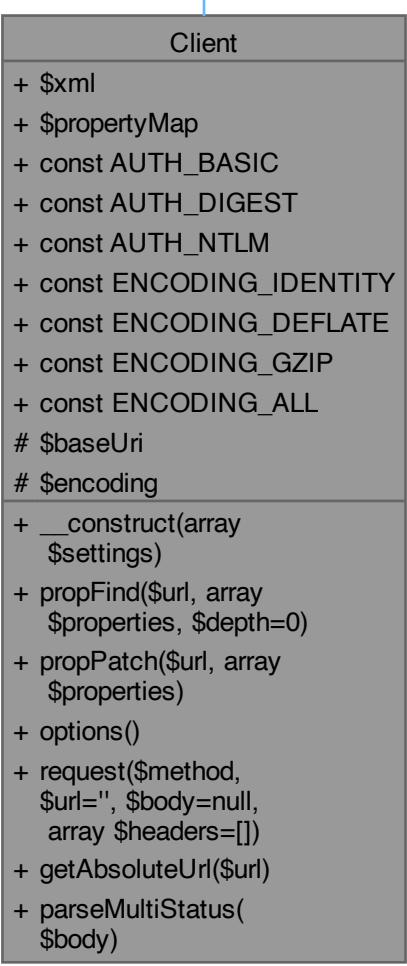 Client
+ $xml
+ $propertyMap
+ const AUTH_BASIC
+ const AUTH_DIGEST
+ const AUTH_NTLM
+ const ENCODING_IDENTITY
+ const ENCODING_DEFLATE
+ const ENCODING_GZIP
+ const ENCODING_ALL
# $baseUri
# $encoding
+ __construct(array
$settings)
+ propFind($url, array
$properties, $depth=0)
+ propPatch($url, array
$properties)
+ options()
+ request($method,
$url='', $body=null,
array $headers=[])
+ getAbsoluteUrl($url)
+ parseMultiStatus(
$body)